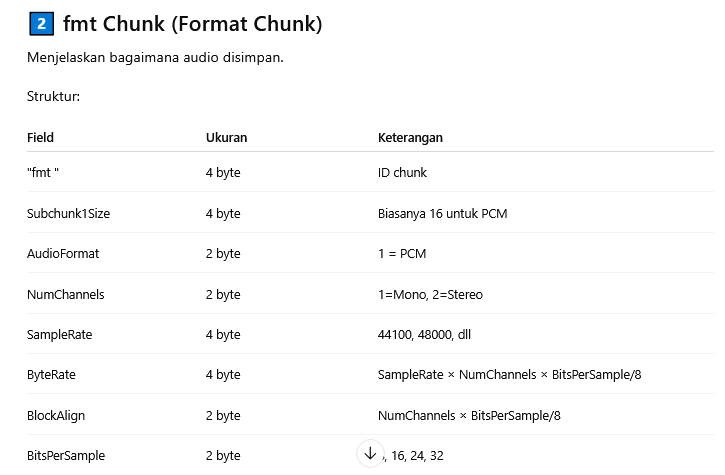 2 fmt Chunk (Format Chunk)
Menjelaskan bagaimana audio disimpan.
Struktur:
Field Ukuran Keterangan
"fmt " 4 byte ID chunk
Subchunk1Size 4 byte Biasanya 16 untuk PCM
AudioFormat 2 byte 1 = PCM
NumChannels 2 byte 1=Mono, 2=Stereo
SampleRate 4 byte 44100, 48000, dll
ByteRate 4 byte SampleRate × NumChannels × BitsPerSample/8
BlockAlign 2 byte NumChannels × BitsPerSample/8
BitsPerSample 2 byte , 16, 24, 32